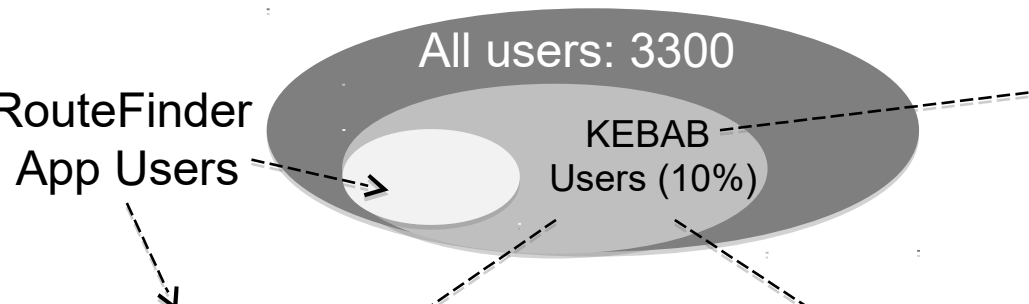 All users: 3300
RouteFinder
App Users
KEBAB
Users (10%)